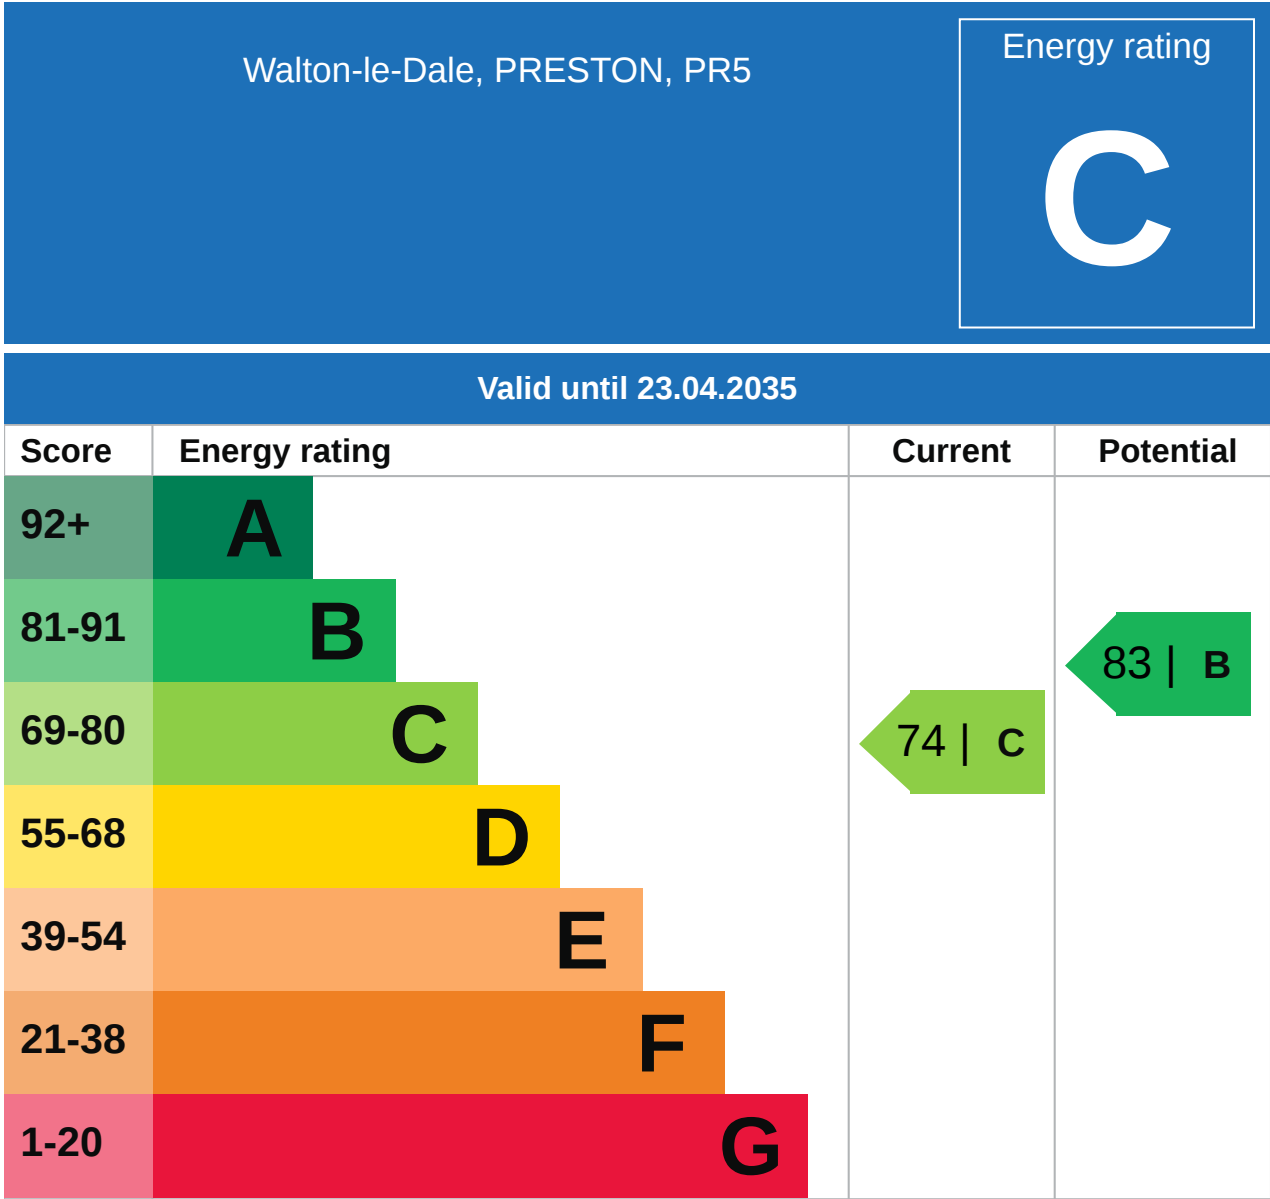 Walton-le-Dale, PRESTON, PR5
Energy rating
C
Valid until 23.04.2035
Score Energy rating Current Potential
92+ A
81-91 B
83 | B
69-80 C
74 | C
55-68 D
39-54 E
21-38 F
1-20 G